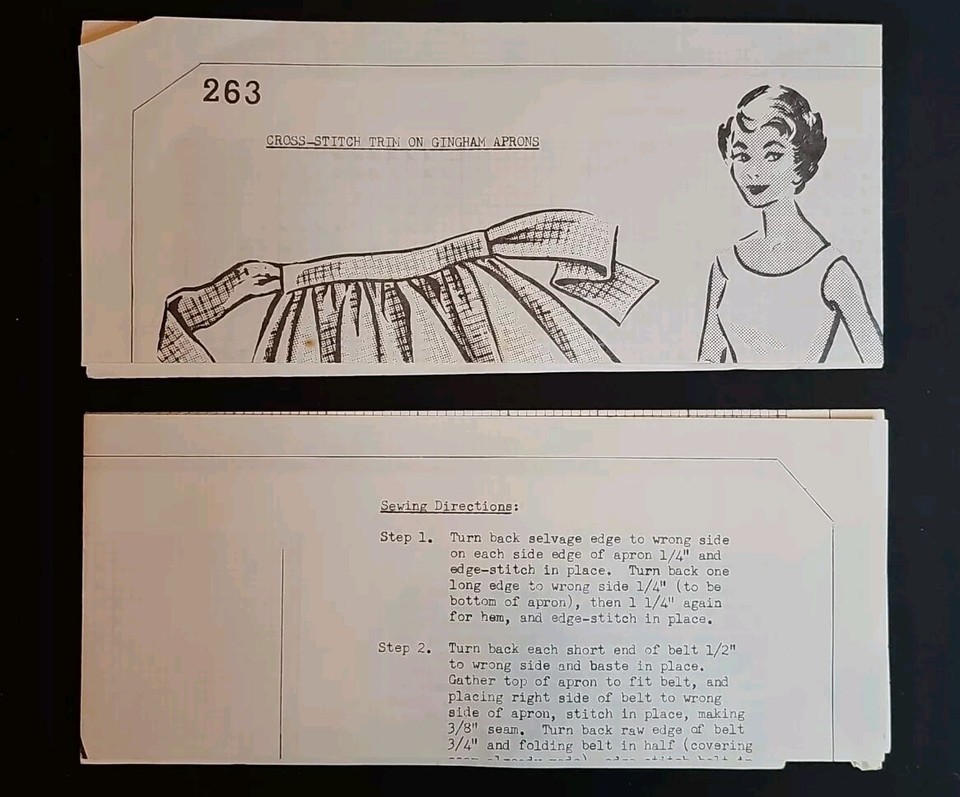 263
CROSS-STITCH TRIM ON GINGHAM APRONS
Sewing Directions:
Step 1. Turn back selvage edge to wrong side
on each side edge of apron 1/4" and
edge-stitch in place. Turn back one
long edge to wrong side 1/4" (to be
bottom of apron), then 1 1/4" again
for hem, and edge-stitch in place.
Step 2. Turn back each short end of belt 1/2"
to wrong side and baste in place.
Gather top of apron to fit belt, and
placing right side of belt to wrong
side of apron, stitch in place, making
3/8" seam. Turn back raw edge of belt
3/4" and folding belt in half (covering